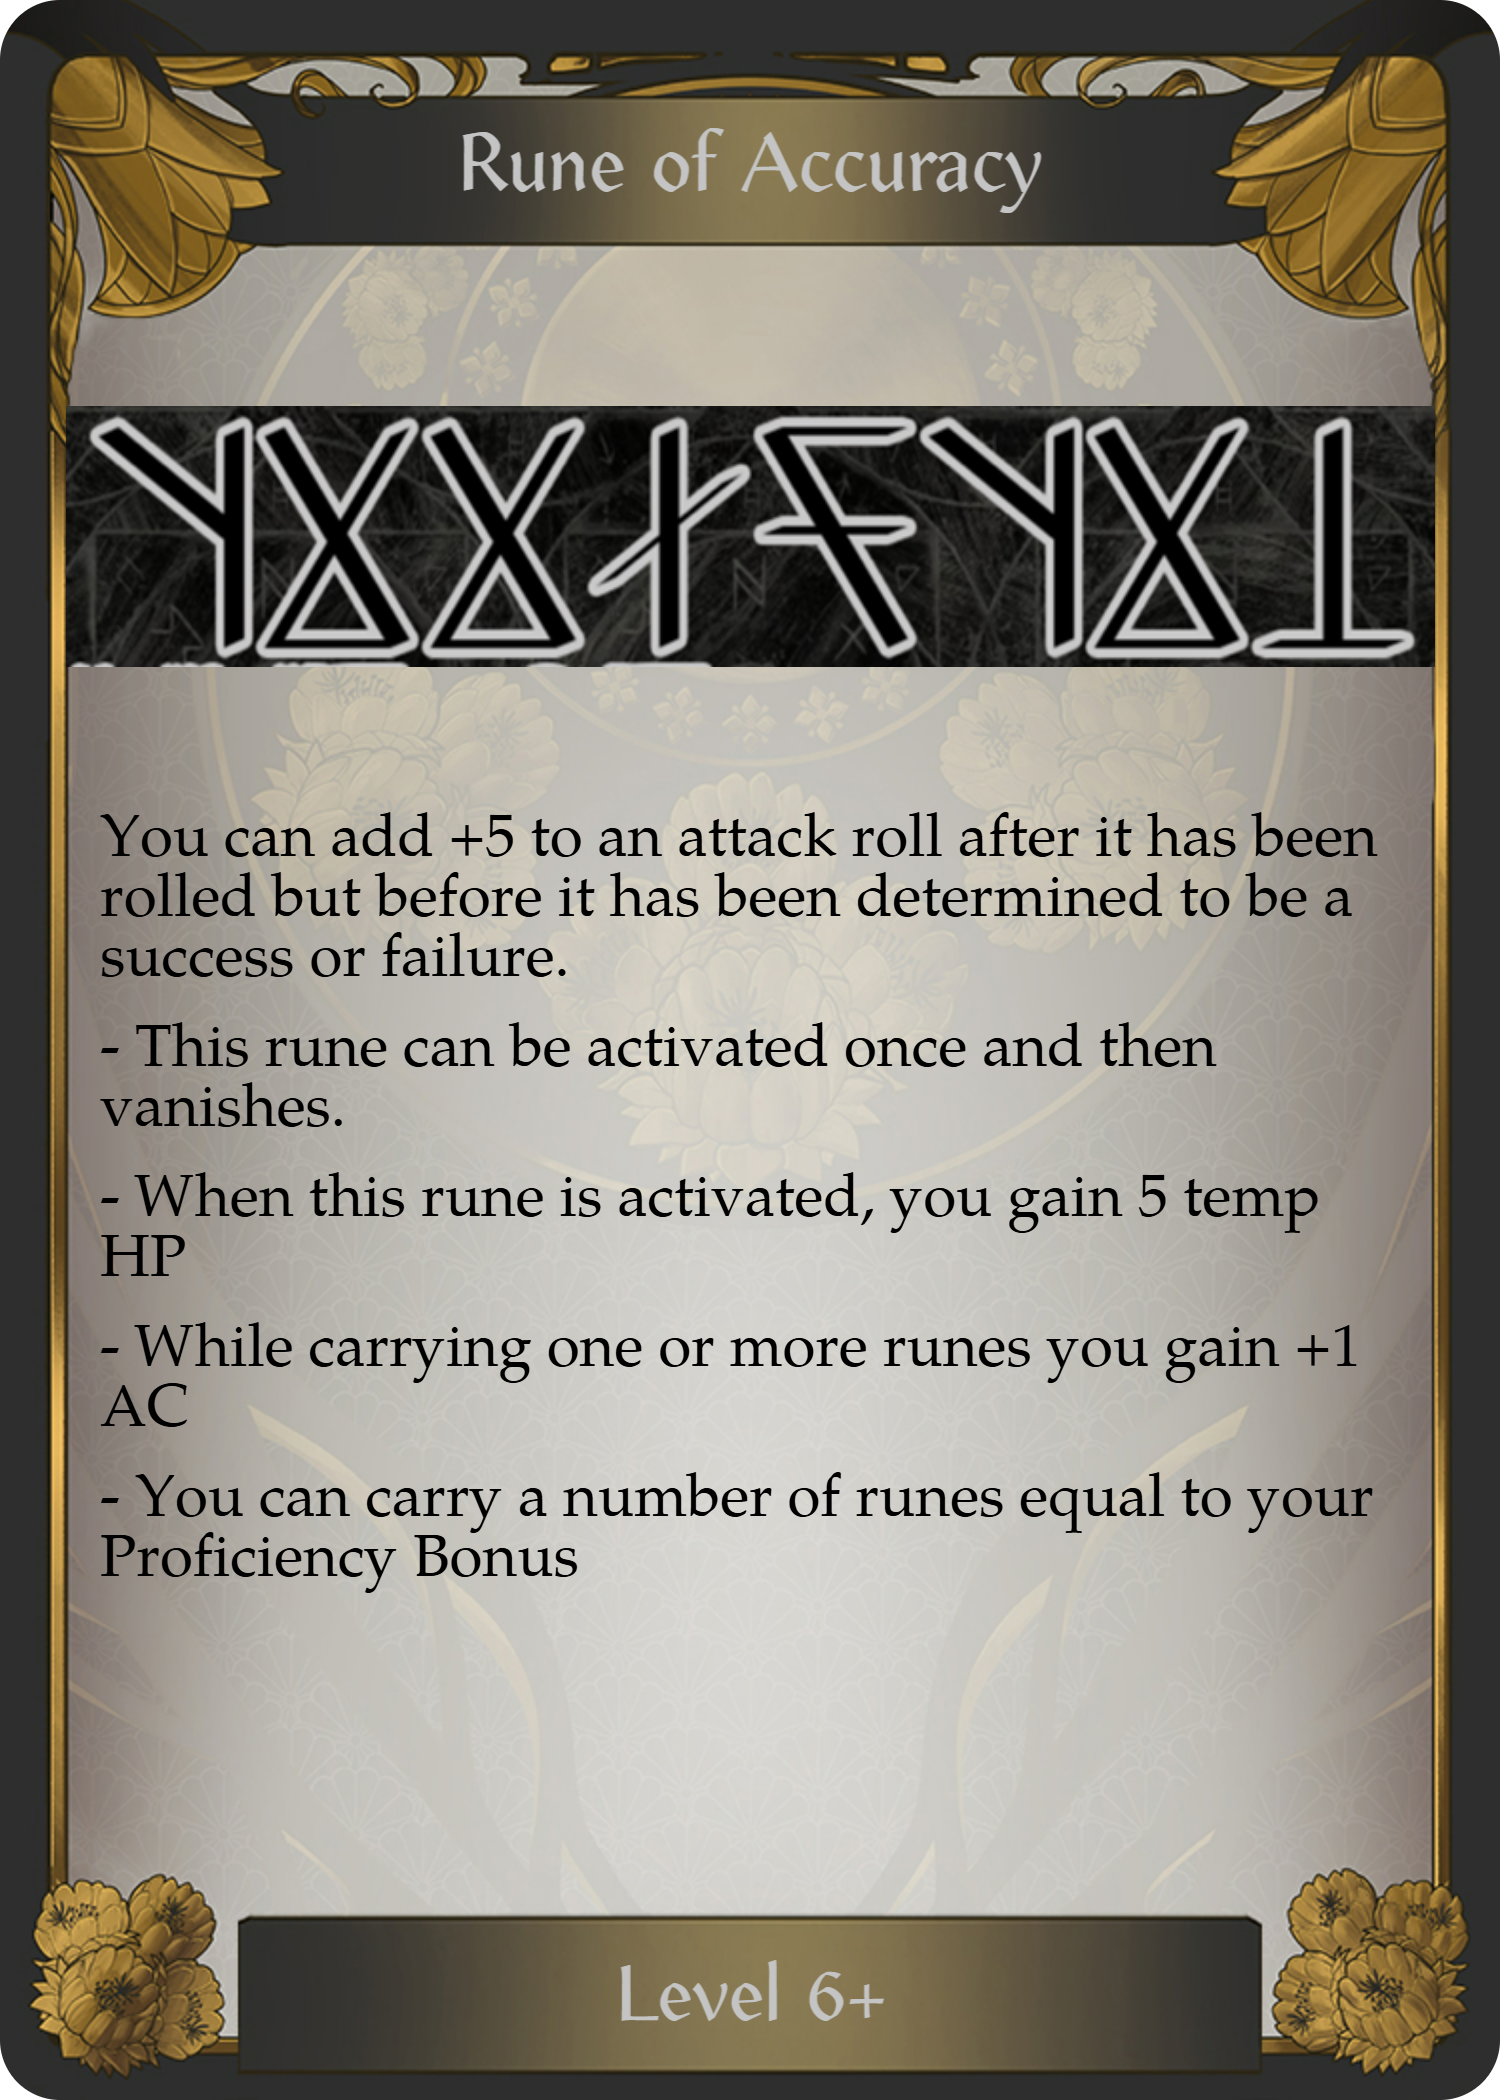 Rune of Accuracy
You can add +5 to an attack roll after it has been
rolled but before it has been determined to be a
success or failure.
- This rune can be activated once and then
vanishes.
- When this rune is activated, you gain 5 temp
HP
- While carrying one or more runes you gain +1
AC
- You can carry a number of runes equal to your
Proficiency Bonus
Level 6+